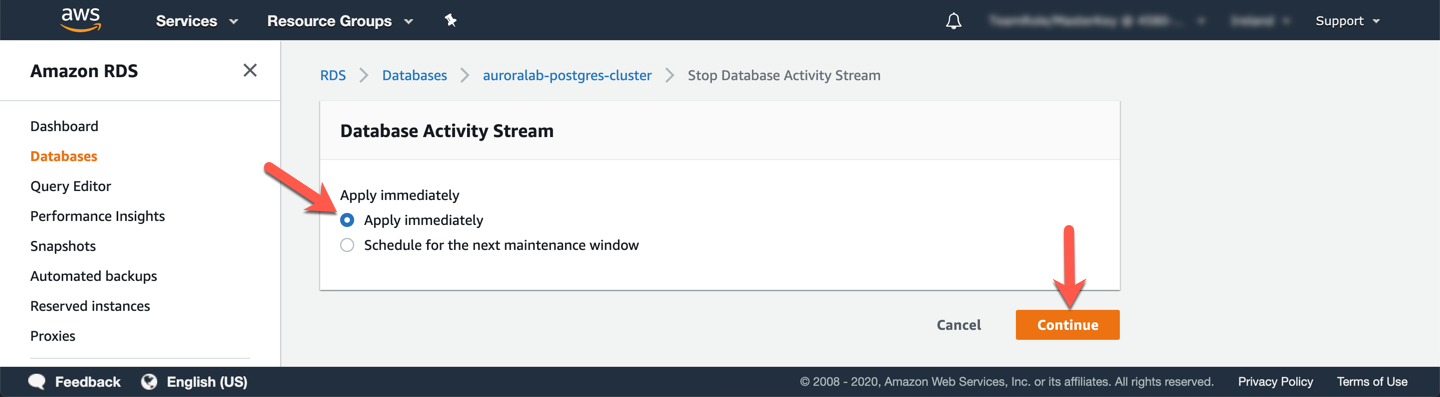 aws Services Resource Groups Support
Amazon RDS
RDS Databases auroralab-postgres-cluster Stop Database Activity Stream
Dashboard
Databases
Query Editor
Performance Insights
Snapshots
Automated backups
Reserved instances
Proxies
Database Activity Stream
Apply immediately
Apply immediately
Schedule for the next maintenance window
Cancel Continue
Feedback English (US) © 2008 - 2020, Amazon Web Services, Inc. or its affiliates. All rights reserved. Privacy Policy Terms of Use